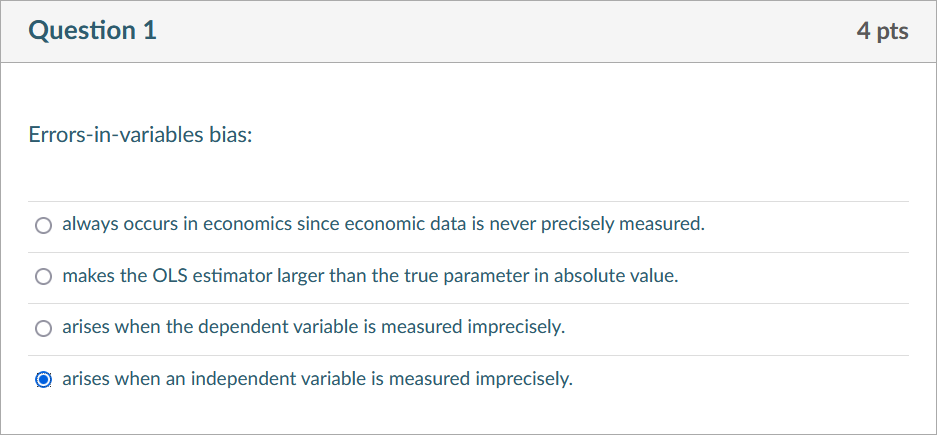 Question 1
4 pts
Errors-in-variables bias:
always occurs in economics since economic data is never precisely measured.
makes the OLS estimator larger than the true parameter in absolute value.
arises when the dependent variable is measured imprecisely.
arises when an independent variable is measured imprecisely.